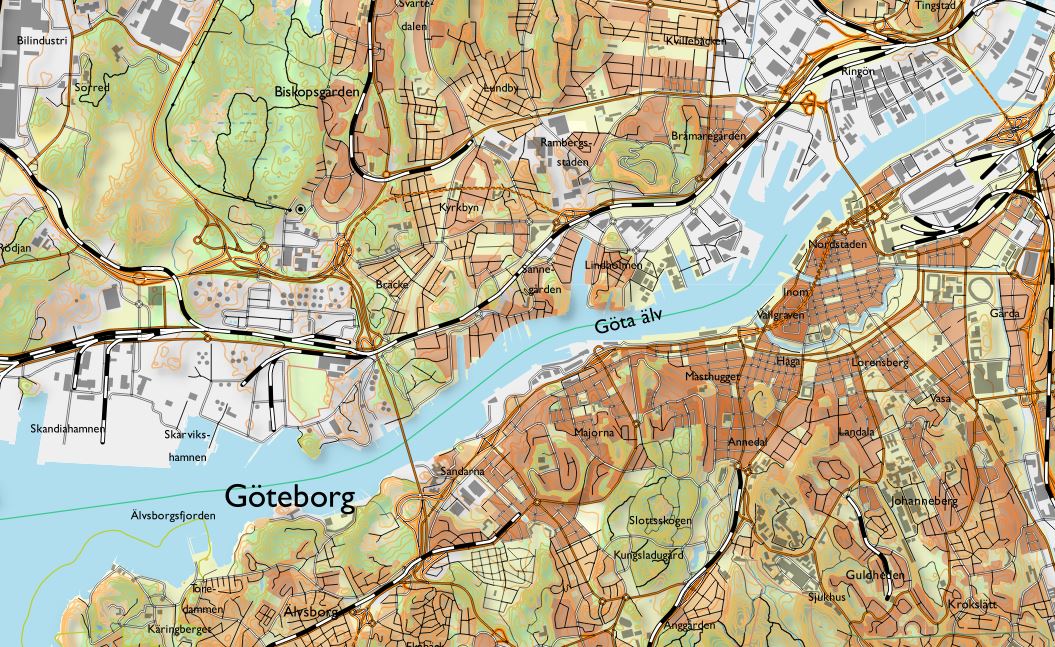 Svarte-
dalen
Tingstad
Bilindustri
Kvillebäcken
Ringön
Sörred
Biskopsgården
Lundby
Brämaregården
Rambergs-
staden
Kyrkbyn
Nordstaden
Rödjan
Sanne-
gården
Lindholmen
Bräcke
Inom
Vallgraven
Göta älv
Gårda
Haga
Lorensberg
Masthugget
Vasa
Skandiahamnen
Skarviks-
hamnen
Majorna
Annedal
Landala
Sandarna
Göteborg
Johanneberg
Älvsborgsfjorden
Slottsskogen
Kungsladugård
Guldheden
Sjukhus
Torre-
dammen
Älvsborg
Krokslätt
Käringberget
Änggården